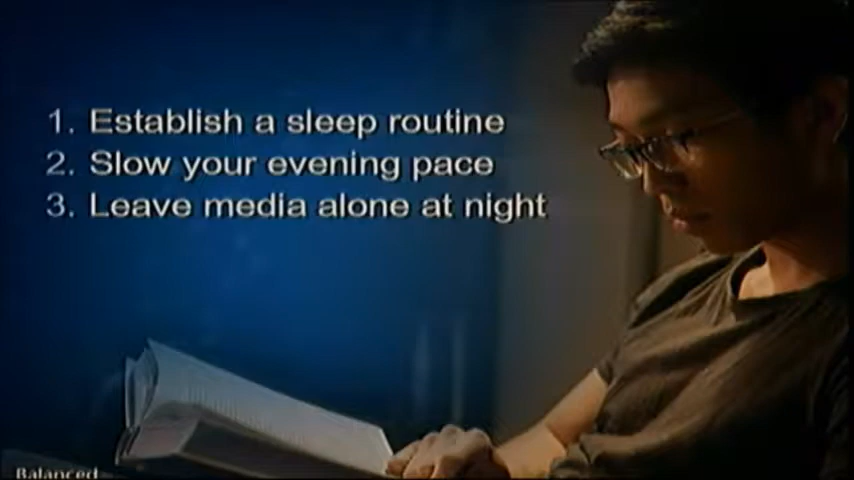 1. Establish a sleep routine
2. Slow your evening pace
3. Leave media alone at night
Balanced